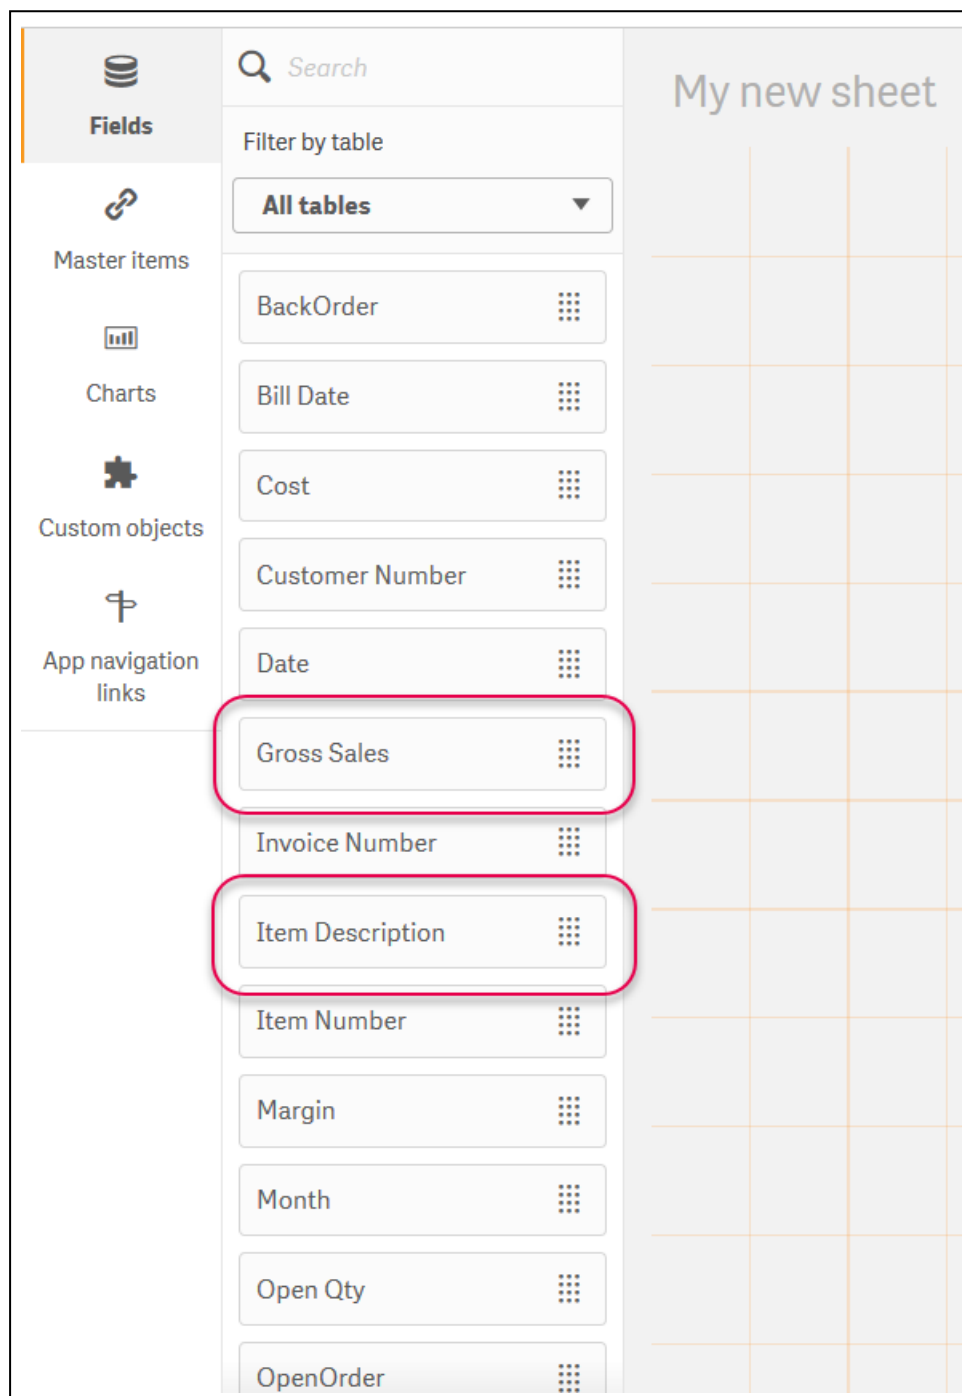 Fields
Master items
Charts
Custom objects
App navigation
links
Search
Filter by table
All tables
BackOrder
Bill Date
Cost
Customer Number
Date
Gross Sales
Invoice Number
Item Description
Item Number
Margin
Month
Open Qty
OpenOrder
My new sheet